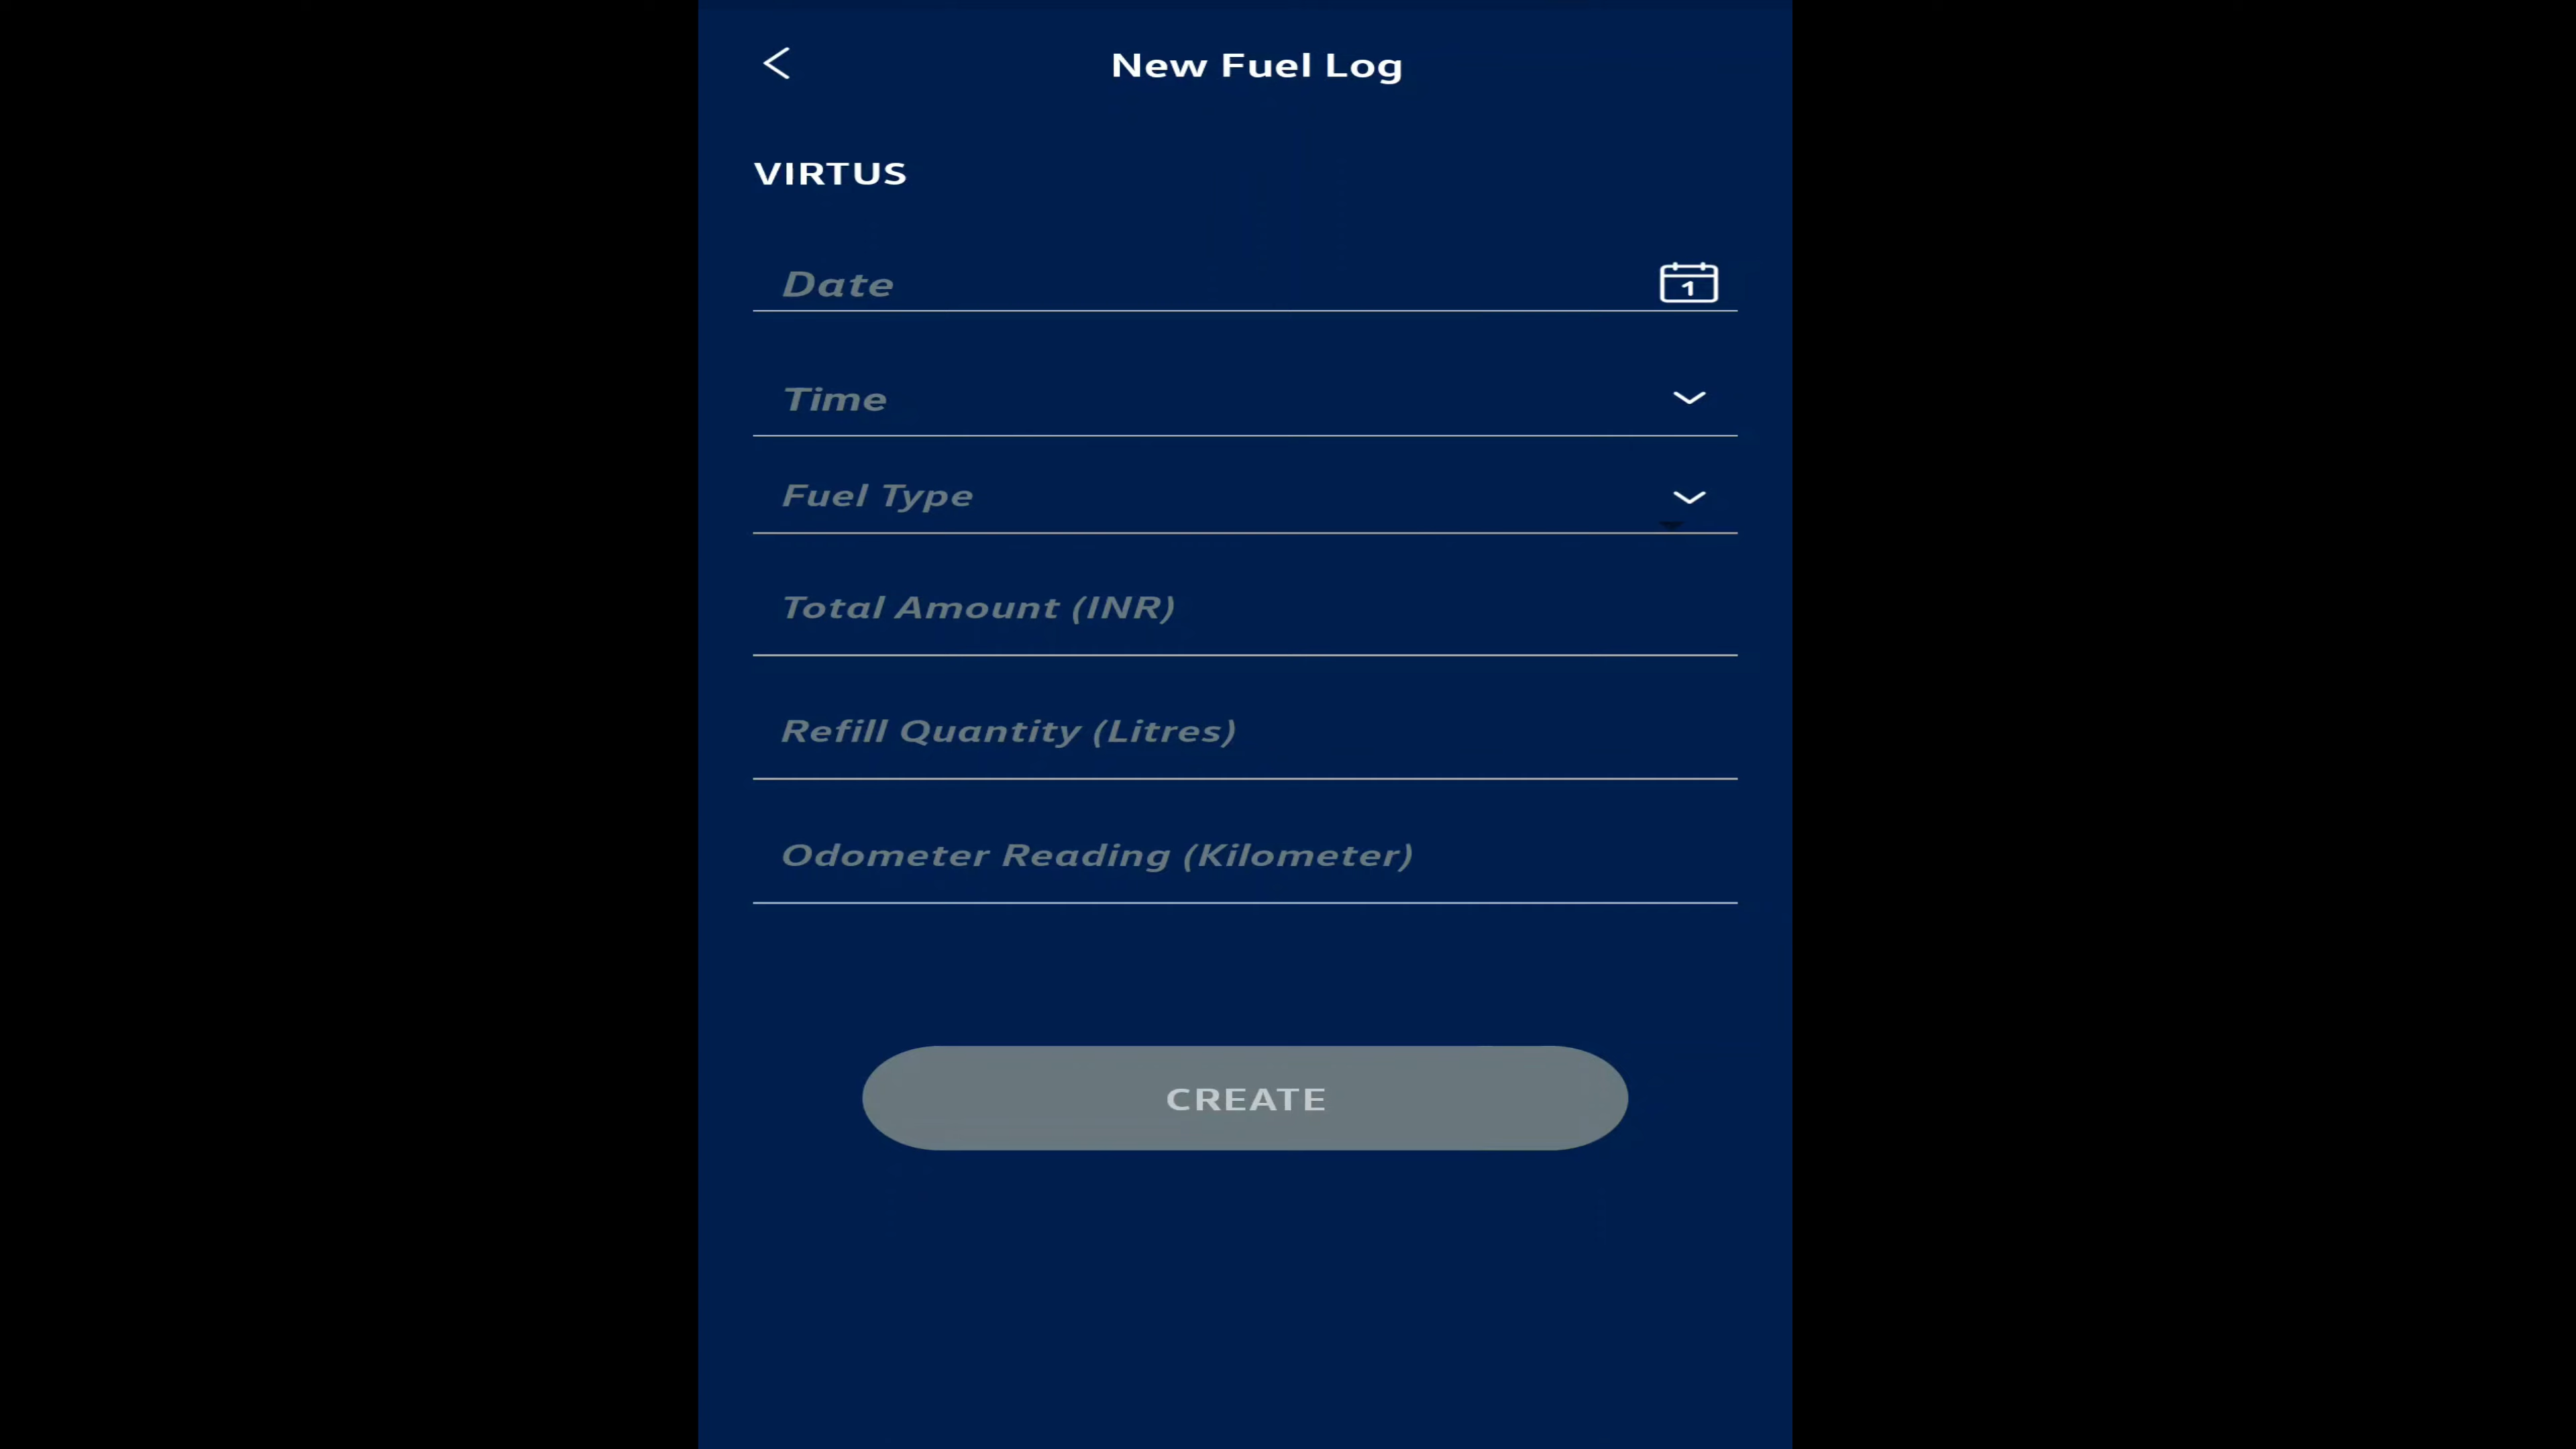 New Fuel Log
VIRTUS
Date
1
Time
Fuel Type
Total Amount (INR)
Refill Quantity (Litres)
Odometer Reading (Kilometer)
CREATE